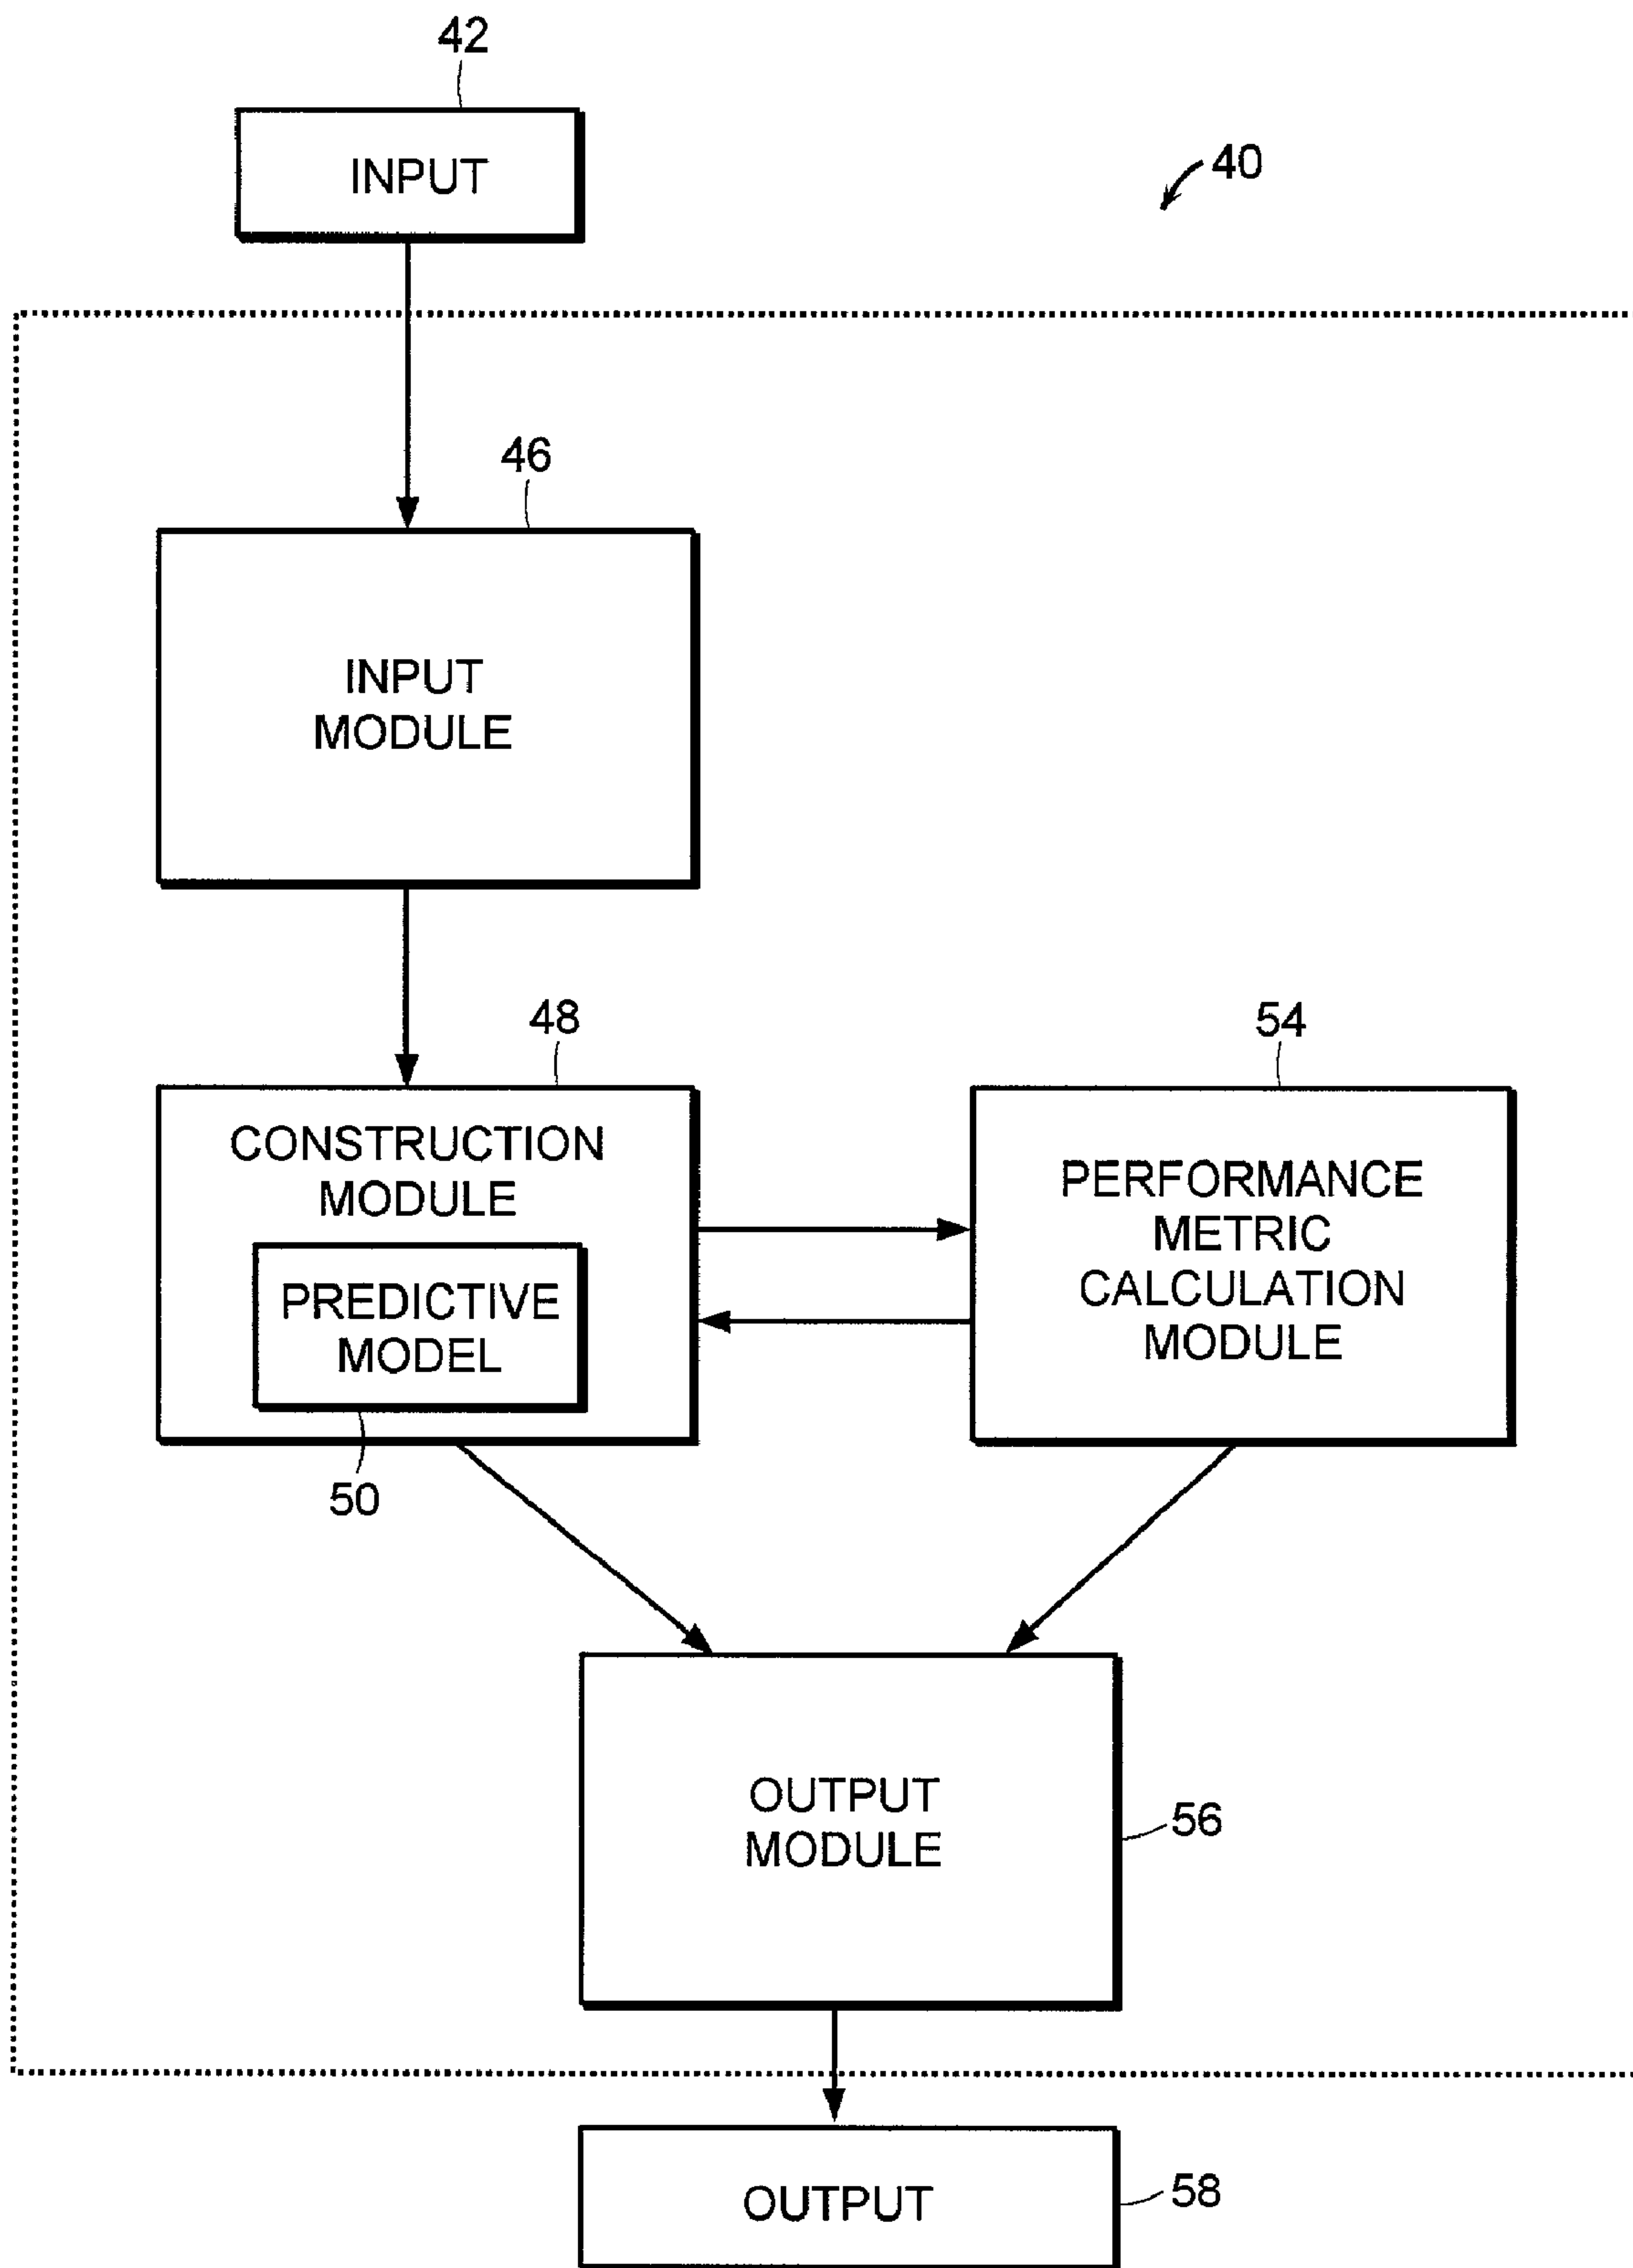 42
INPUT
40
46
INPUT
MODULE
48
CONSTRUCTION
MODULE
PREDICTIVE
MODEL
50
54
PERFORMANCE
METRIC
CALCULATION
MODULE
OUTPUT
MODULE
56
OUTPUT
58